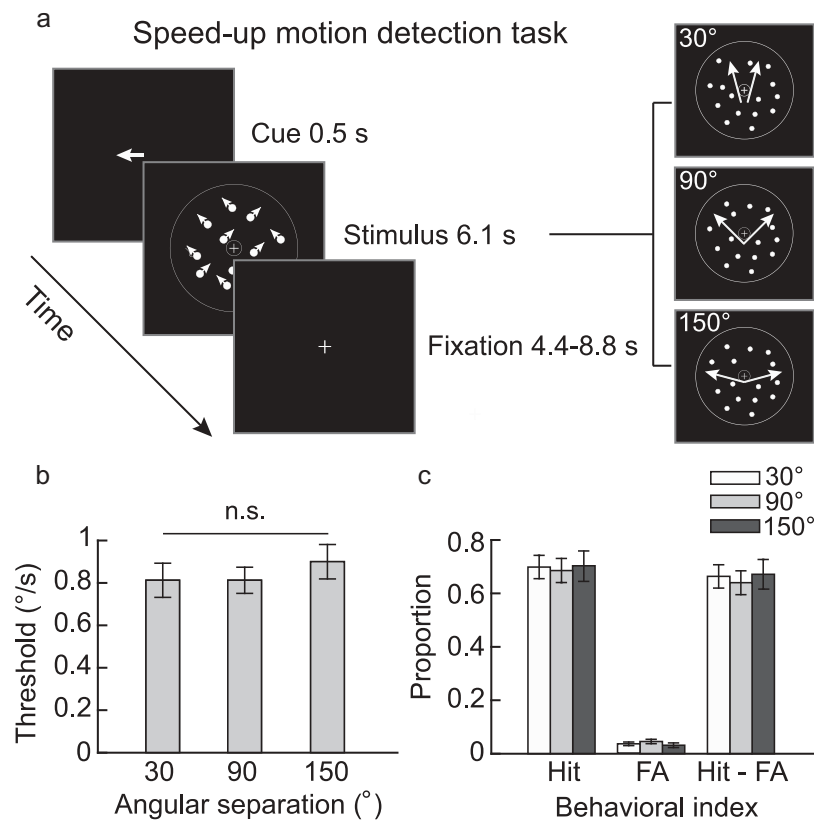 a
Speed-up motion detection task
Cue 0.5 s
Stimulus 6.1 s
Fixation 4.4-8.8 s
Time
30°
90°
150°
b
n.s.
Threshold (°/s)
1
0.8
0.6
0.4
0.2
0
30 90 150
Angular separation (°)
c
30°
90°
150°
Proportion
0.8
0.6
0.4
0.2
0
Hit FA Hit - FA
Behavioral index